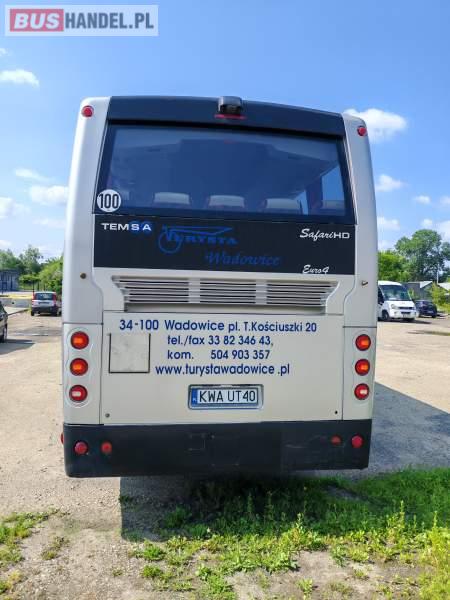 BUSHANDEL.PL
100
TEMSA
TURYSTA
SafariHD
Wadowice
Euro4
34-100 Wadowice pl. T.Kościuszki 20
tel./fax 33 82 346 43,
kom. 504 903 357
www.turystawadowice .pl
KWA UT40